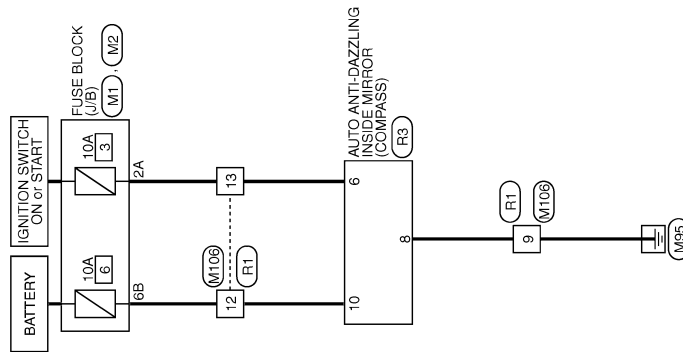 BATTERY
IGNITION SWITCH
ON or START
FUSE BLOCK
(J/B)
M1 , M2
10A
6
10A
3
6B
2A
M106
12
R1
13
AUTO ANTI-DAZZLING
INSIDE MIRROR
(COMPASS)
R3
10
6
8
R1
9
M106
M95